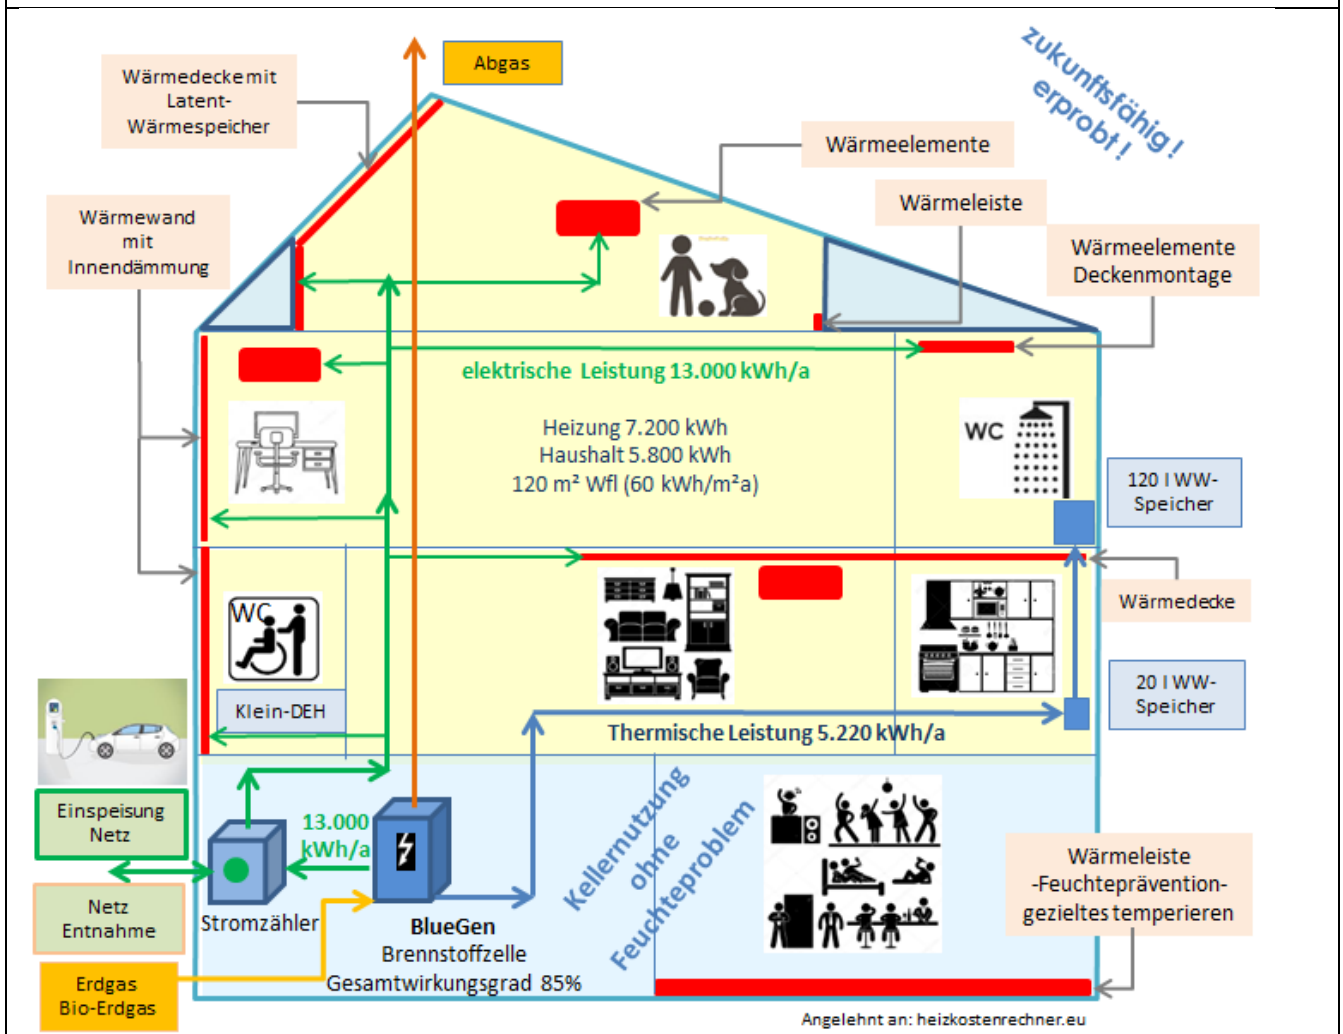 Abgas
zukunftsfähig!
erprobt!
Wärmedecke mit
Latent-
Wärmespeicher
Wärmeelemente
Wärmeleiste
Wärmewand
mit
Innendämmung
Wärmeelemente
Deckenmontage
elektrische Leistung 13.000 kWh/a
Heizung 7.200 kWh
Haushalt 5.800 kWh
120 m² Wfl (60 kWh/m²a)
WC
120 l WW-
Speicher
Wärmedecke
WC
Klein-DEH
20 l WW-
Speicher
Thermische Leistung 5.220 kWh/a
Einspeisung
Netz
13.000
kWh/a
Kellernutzung
ohne
Feuchteproblem
Netz
Entnahme
Stromzähler
BlueGen
Brennstoffzelle
Gesamtwirkungsgrad 85%
Wärmeleiste
-Feuchteprävention-
gezieltes temperieren
Erdgas
Bio-Erdgas
Angelehnt an: heizkostenrechner.eu